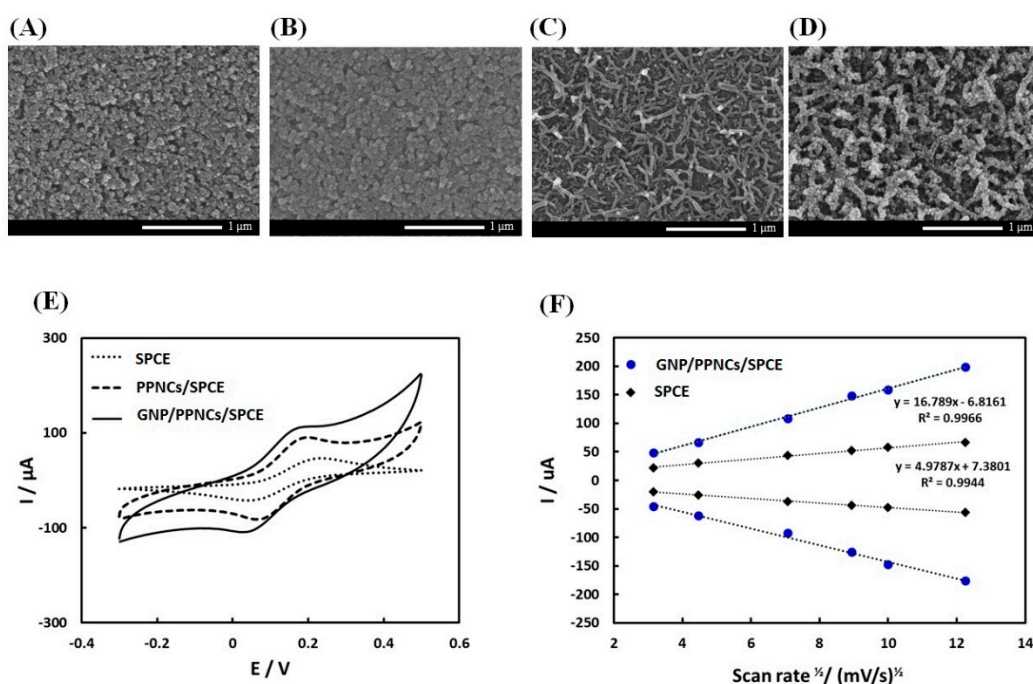 (A)
(B)
(C)
(D)
1 µm
1 µm
1 µm
1 µm
(E)
300
100
-100
-300
I / µA
-0.4
-0.2
0
0.2
0.4
0.6
E / V
SPCE
PPNCs/SPCE
GNP/PPNCs/SPCE
(F)
250
200
150
100
50
0
-50
-100
-150
-200
-250
I / uA
2
4
6
8
10
12
14
Scan rate ½/ (mV/s)½
GNP/PPNCs/SPCE
SPCE
y = 16.789x - 6.8161
R² = 0.9966
y = 4.9787x + 7.3801
R² = 0.9944